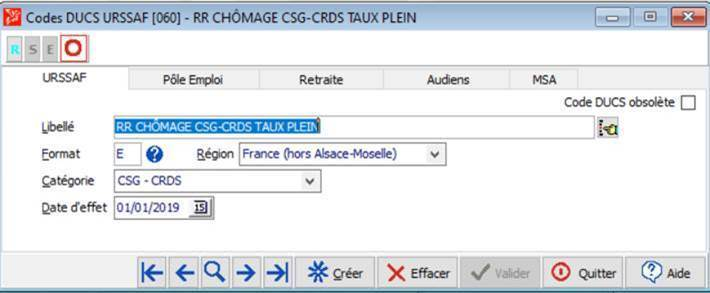 Codes DUCS URSSAF [060] - RR CHÔMAGE CSG-CRDS TAUX PLEIN
R S E O
URSSAF Pôle Emploi Retraite Audiens MSA
Code DUCS obsolète
Libellé RR CHÔMAGE CSG-CRDS TAUX PLEIN
Format E ? Région France (hors Alsace-Moselle)
Catégorie CSG - CRDS
Date d'effet 01/01/2019 15
Créer Effacer Valider Quitter ? Aide